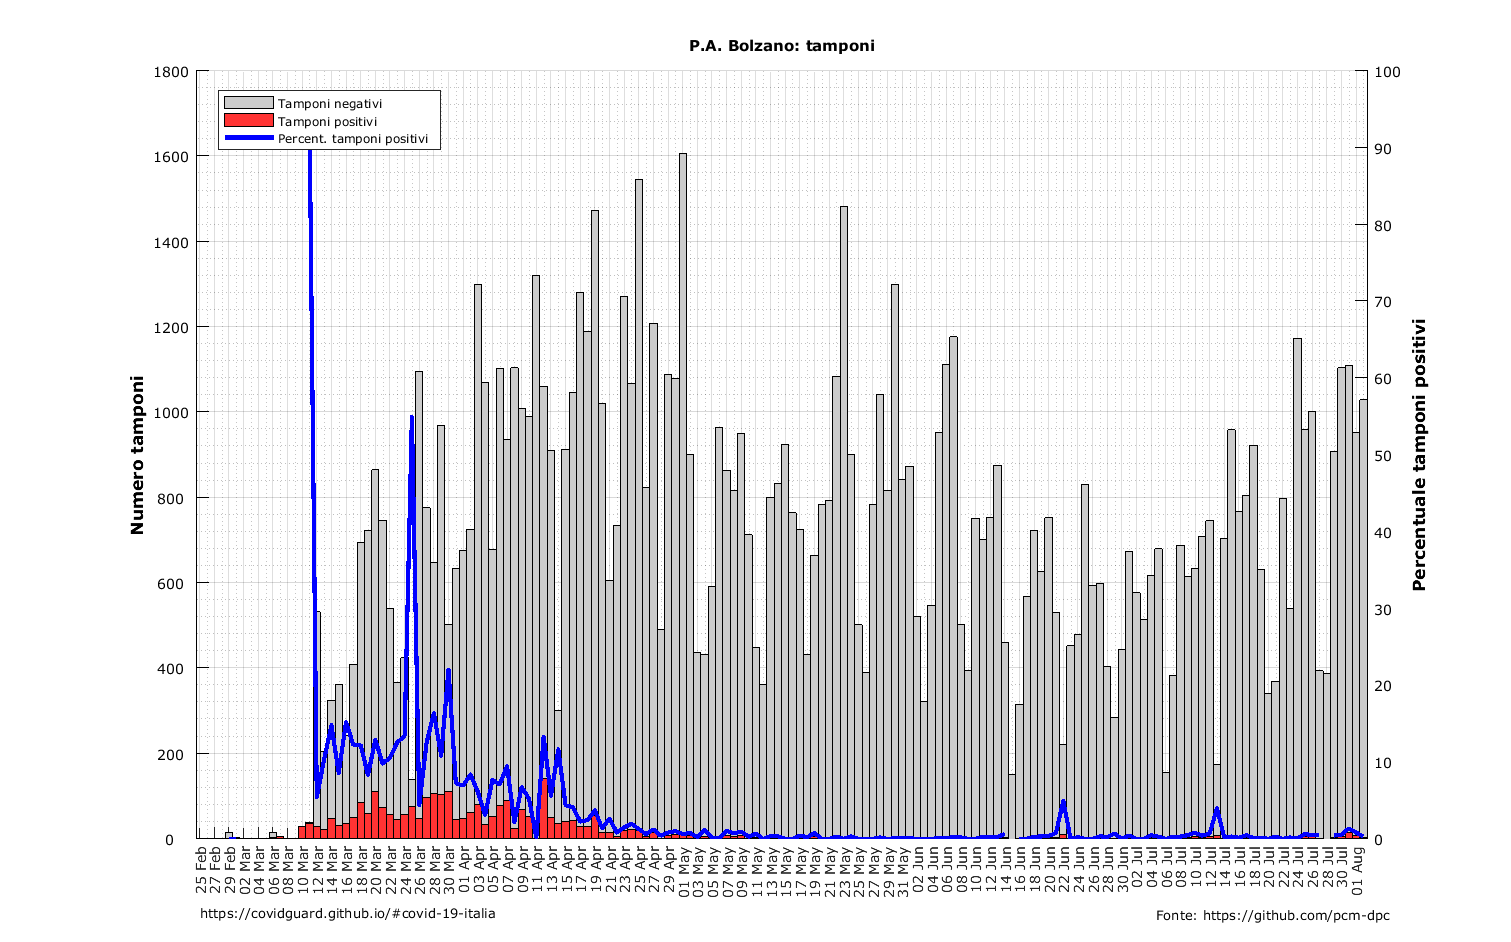 P.A. Bolzano: tamponi
Tamponi negativi
Tamponi positivi
Percent. tamponi positivi
Numero tamponi
1800
1600
1400
1200
1000
800
600
400
200
0
100
90
80
70
60
50
40
30
20
10
0
Percentuale tamponi positivi
25 Feb
27 Feb
29 Feb
02 Mar
04 Mar
06 Mar
08 Mar
10 Mar
12 Mar
14 Mar
16 Mar
18 Mar
20 Mar
22 Mar
24 Mar
26 Mar
28 Mar
30 Mar
01 Apr
03 Apr
05 Apr
07 Apr
09 Apr
11 Apr
13 Apr
15 Apr
17 Apr
19 Apr
21 Apr
23 Apr
25 Apr
27 Apr
29 Apr
01 May
03 May
05 May
07 May
09 May
11 May
13 May
15 May
17 May
19 May
21 May
23 May
25 May
27 May
29 May
31 May
02 Jun
04 Jun
06 Jun
08 Jun
10 Jun
12 Jun
14 Jun
16 Jun
18 Jun
20 Jun
22 Jun
24 Jun
26 Jun
28 Jun
30 Jun
02 Jul
04 Jul
06 Jul
08 Jul
10 Jul
12 Jul
14 Jul
16 Jul
18 Jul
20 Jul
22 Jul
24 Jul
26 Jul
28 Jul
30 Jul
01 Aug
https://covidguard.github.io/#covid-19-italia
Fonte: https://github.com/pcm-dpc